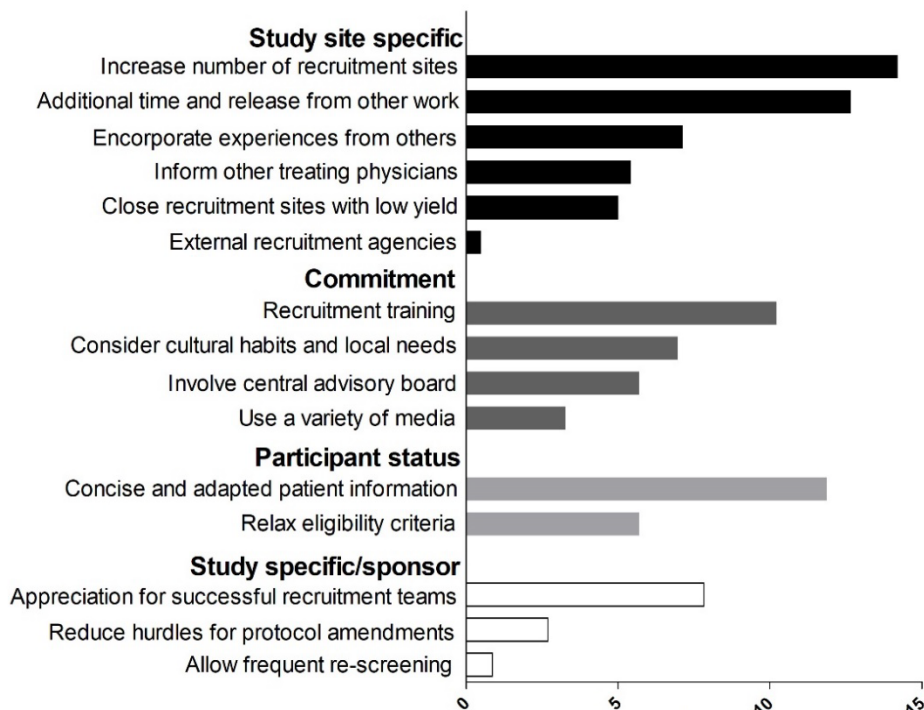 Study site specific
Increase number of recruitment sites
Additional time and release from other work
Encorporate experiences from others
Inform other treating physicians
Close recruitment sites with low yield
External recruitment agencies
Commitment
Recruitment training
Consider cultural habits and local needs
Involve central advisory board
Use a variety of media
Participant status
Concise and adapted patient information
Relax eligibility criteria
Study specific/sponsor
Appreciation for successful recruitment teams
Reduce hurdles for protocol amendments
Allow frequent re-screening
0 5 10 15